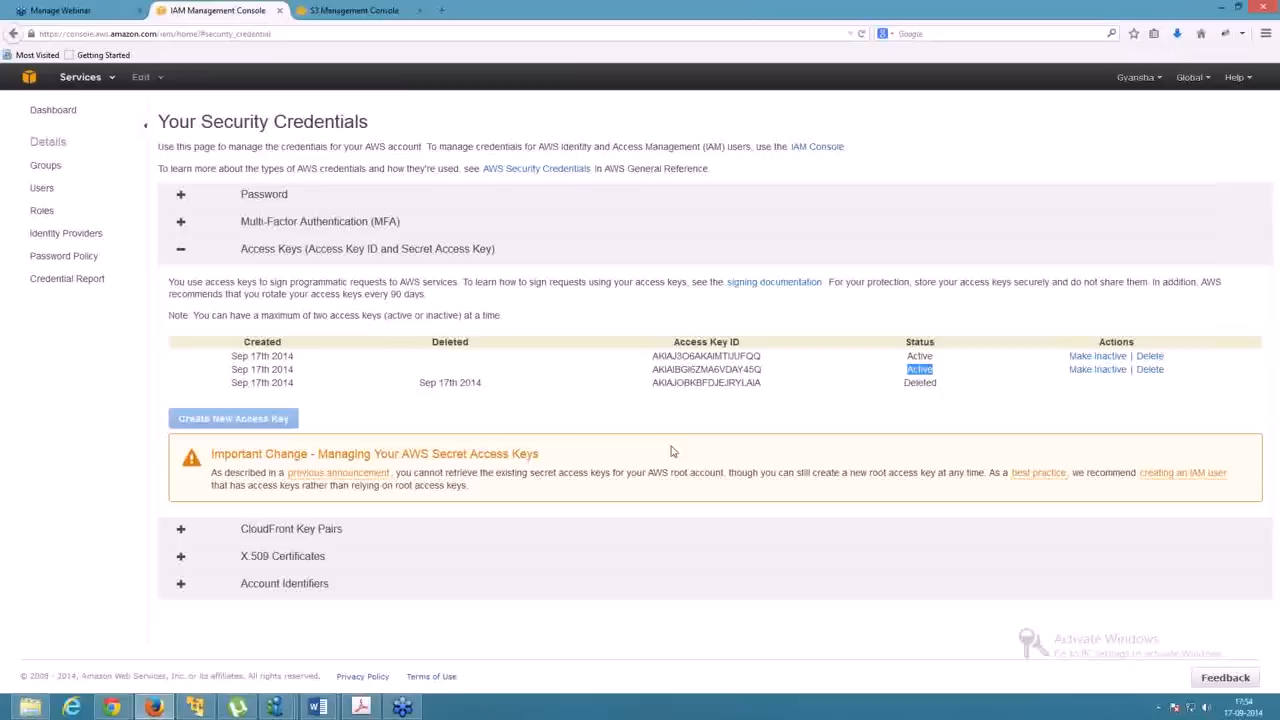 Manage Webinar
IAM Management Console
S3 Management Console
https://console.aws.amazon.com/iam/home?#security_credential
Google
Most Visited
Getting Started
Services
Edit
Gyansha
Global
Help
Dashboard
Details
Groups
Users
Roles
Identity Providers
Password Policy
Credential Report
Your Security Credentials
Use this page to manage the credentials for your AWS account. To manage credentials for AWS Identity and Access Management (IAM) users, use the IAM Console
To learn more about the types of AWS credentials and how they're used, see AWS Security Credentials in AWS General Reference.
Password
Multi-Factor Authentication (MFA)
Access Keys (Access Key ID and Secret Access Key)
You use access keys to sign programmatic requests to AWS services. To learn how to sign requests using your access keys, see the signing documentation. For your protection, store your access keys securely and do not share them. In addition, AWS
recommends that you rotate your access keys every 90 days.
Note: You can have a maximum of two access keys (active or inactive) at a time.
Created Deleted Access Key ID Status Actions
Sep 17th 2014 Active Make Inactive | Delete
Sep 17th 2014 Active Make Inactive | Delete
Sep 17th 2014 Sep 17th 2014 Deleted
Create New Access Key
Important Change - Managing Your AWS Secret Access Keys
As described in a previous announcement, you cannot retrieve the existing secret access keys for your AWS root account, though you can still create a new root access key at any time. As a best practice, we recommend creating an IAM user
that has access keys rather than relying on root access keys.
CloudFront Key Pairs
X.509 Certificates
Account Identifiers
Activate Windows
Go to PC settings to activate Windows.
© 2008 - 2014, Amazon Web Services, Inc. or its affiliates. All rights reserved.
Privacy Policy
Terms of Use
Feedback
17:54
17-09-2014